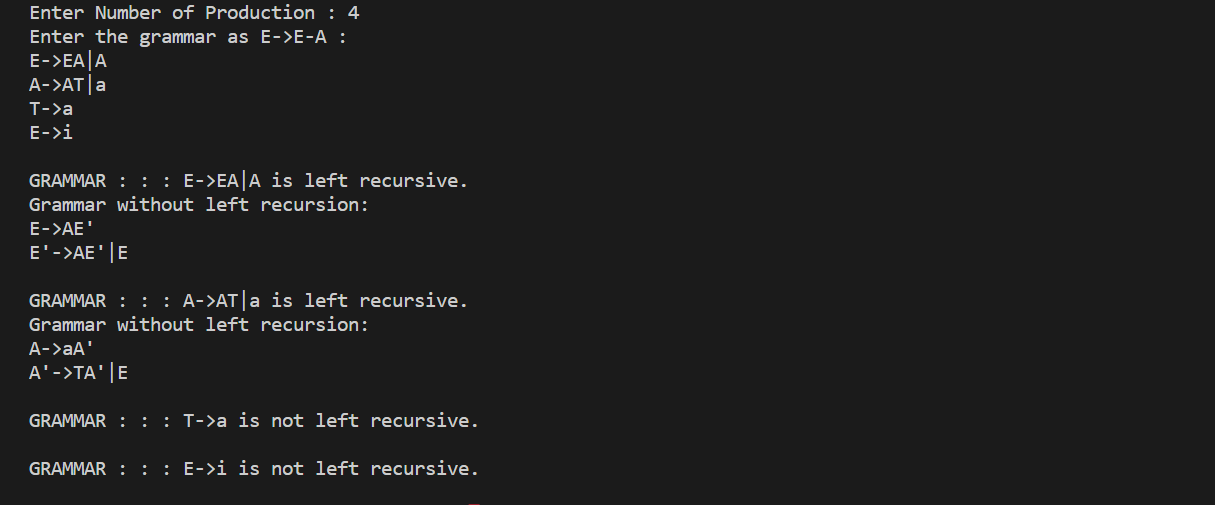 Enter Number of Production : 4
Enter the grammar as E->E-A :
E->EA|A
A->AT|a
T->a
E->i
GRAMMAR : : : E->EA|A is left recursive.
Grammar without left recursion:
E->AE'
E'->AE'|E
GRAMMAR : : : A->AT|a is left recursive.
Grammar without left recursion:
A->aA'
A'->TA'|E
GRAMMAR : : : T->a is not left recursive.
GRAMMAR : : : E->i is not left recursive.